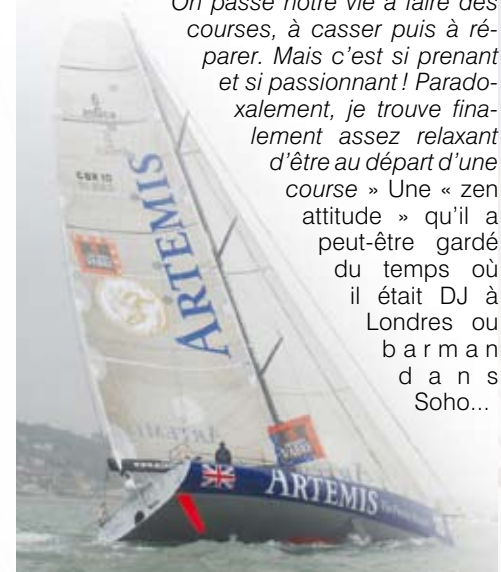 On passe notre vie à faire des
courses, à casser puis à ré-
parer. Mais c'est si prenant
et si passionnant ! Parado-
xalement, je trouve fina-
lement assez relaxant
d'être au départ d'une
course » Une « zen
attitude » qu'il a
peut-être gardé
du temps où
il était DJ à
Londres ou
barman
dans
Soho...
GBR 10
ARTEMIS
ARTEMIS